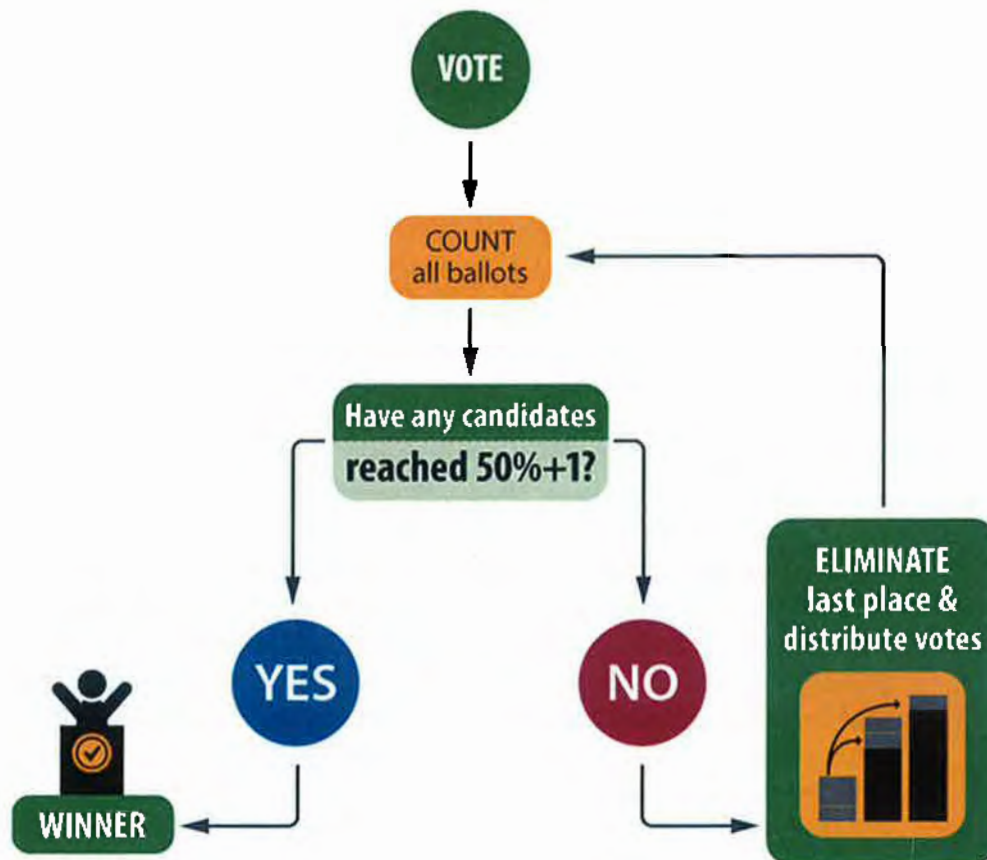 VOTE
COUNT
all ballots
Have any candidates
reached 50%+1?
YES
NO
ELIMINATE
last place &
distribute votes
WINNER